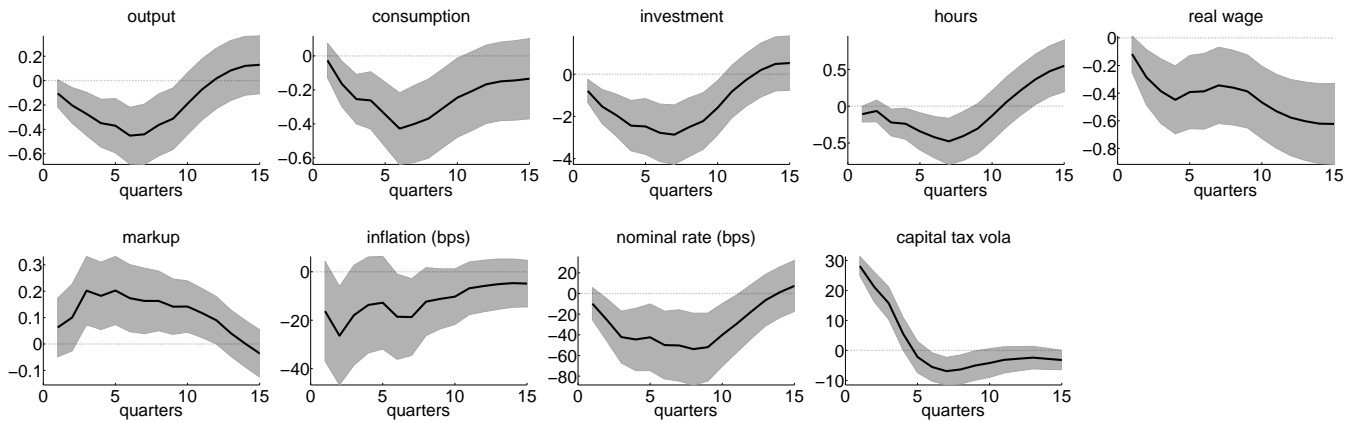 output
0.2
0
−0.2
−0.4
−0.6
0 5 10 15
quarters
consumption
0
−0.2
−0.4
−0.6
0 5 10 15
quarters
investment
0
−2
−4
0 5 10 15
quarters
hours
0.5
0
−0.5
0 5 10 15
quarters
real wage
0
−0.2
−0.4
−0.6
−0.8
0 5 10 15
quarters
markup
0.3
0.2
0.1
0
−0.1
0 5 10 15
quarters
inflation (bps)
0
−20
−40
0 5 10 15
quarters
nominal rate (bps)
20
0
−20
−40
−60
−80
0 5 10 15
quarters
capital tax vola
30
20
10
0
−10
0 5 10 15
quarters